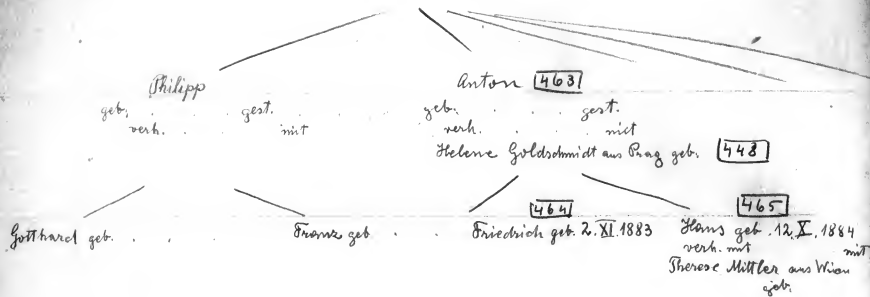 Philipp
geb. . . . gest.
verh. . . . mit
Anton 463
geb. . . . gest.
verh. . . . mit
Helene Goldschmidt aus Prag geb. 448
Gotthard geb. . . .
Franz geb . .
464
Friedrich geb. 2. XI. 1883
465
Hans geb. 12. X. 1884
verh. mit mit
Therese Mittler aus Wien
geb.